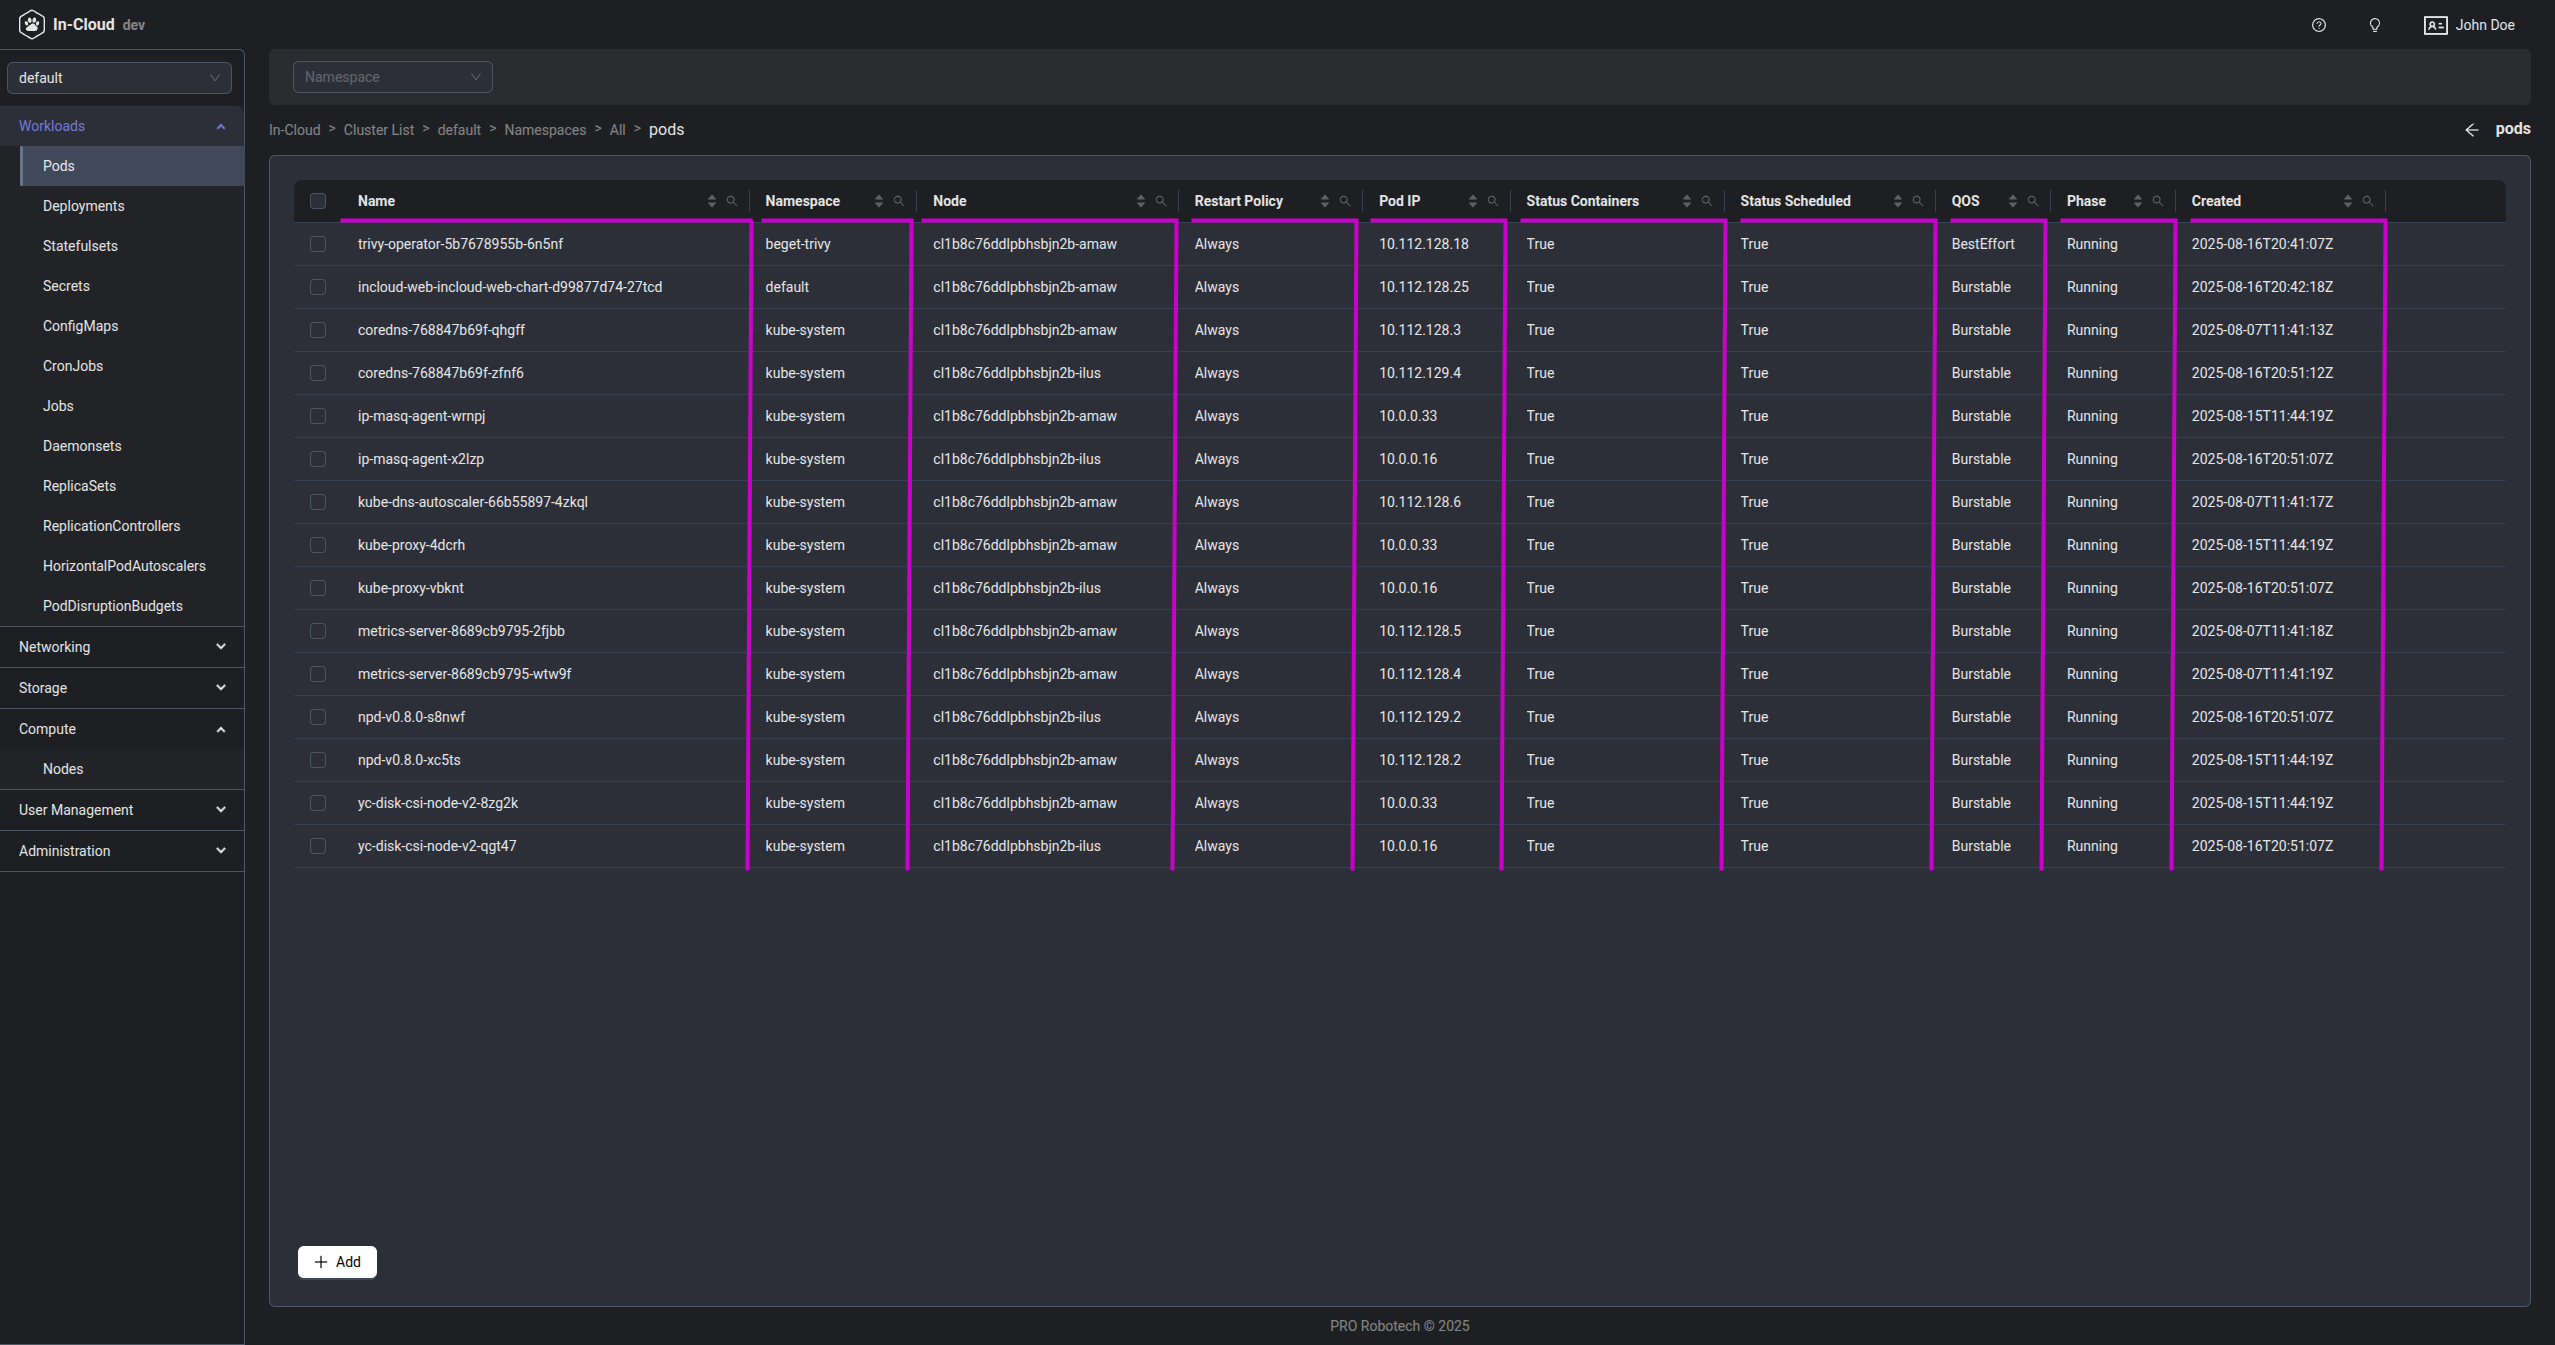 In-Cloud dev
John Doe
default
Namespace
Workloads
Pods
Deployments
Statefulsets
Secrets
ConfigMaps
CronJobs
Jobs
Daemonsets
ReplicaSets
ReplicationControllers
HorizontalPodAutoscalers
PodDisruptionBudgets
Networking
Storage
Compute
Nodes
User Management
Administration
In-Cloud > Cluster List > default > Namespaces > All > pods
pods
Name Namespace Node Restart Policy Pod IP Status Containers Status Scheduled QOS Phase Created
trivy-operator-5b7678955b-6n5nf beget-trivy cl1b8c76ddlpbhsbjn2b-amaw Always 10.112.128.18 True True BestEffort Running 2025-08-16T20:41:07Z
incloud-web-incloud-web-chart-d99877d74-27tcd default cl1b8c76ddlpbhsbjn2b-amaw Always 10.112.128.25 True True Burstable Running 2025-08-16T20:42:18Z
coredns-768847b69f-qhgff kube-system cl1b8c76ddlpbhsbjn2b-amaw Always 10.112.128.3 True True Burstable Running 2025-08-07T11:41:13Z
coredns-768847b69f-zfnf6 kube-system cl1b8c76ddlpbhsbjn2b-ilus Always 10.112.129.4 True True Burstable Running 2025-08-16T20:51:12Z
ip-masq-agent-wrnpj kube-system cl1b8c76ddlpbhsbjn2b-amaw Always 10.0.0.33 True True Burstable Running 2025-08-15T11:44:19Z
ip-masq-agent-x2lzp kube-system cl1b8c76ddlpbhsbjn2b-ilus Always 10.0.0.16 True True Burstable Running 2025-08-16T20:51:07Z
kube-dns-autoscaler-66b55897-4zkql kube-system cl1b8c76ddlpbhsbjn2b-amaw Always 10.112.128.6 True True Burstable Running 2025-08-07T11:41:17Z
kube-proxy-4dcrh kube-system cl1b8c76ddlpbhsbjn2b-amaw Always 10.0.0.33 True True Burstable Running 2025-08-15T11:44:19Z
kube-proxy-vbknt kube-system cl1b8c76ddlpbhsbjn2b-ilus Always 10.0.0.16 True True Burstable Running 2025-08-16T20:51:07Z
metrics-server-8689cb9795-2fjbb kube-system cl1b8c76ddlpbhsbjn2b-amaw Always 10.112.128.5 True True Burstable Running 2025-08-07T11:41:18Z
metrics-server-8689cb9795-wtw9f kube-system cl1b8c76ddlpbhsbjn2b-amaw Always 10.112.128.4 True True Burstable Running 2025-08-07T11:41:19Z
npd-v0.8.0-s8nwf kube-system cl1b8c76ddlpbhsbjn2b-ilus Always 10.112.129.2 True True Burstable Running 2025-08-16T20:51:07Z
npd-v0.8.0-xc5ts kube-system cl1b8c76ddlpbhsbjn2b-amaw Always 10.112.128.2 True True Burstable Running 2025-08-15T11:44:19Z
yc-disk-csi-node-v2-8zg2k kube-system cl1b8c76ddlpbhsbjn2b-amaw Always 10.0.0.33 True True Burstable Running 2025-08-15T11:44:19Z
yc-disk-csi-node-v2-qgt47 kube-system cl1b8c76ddlpbhsbjn2b-ilus Always 10.0.0.16 True True Burstable Running 2025-08-16T20:51:07Z
Add
PRO Robotech © 2025